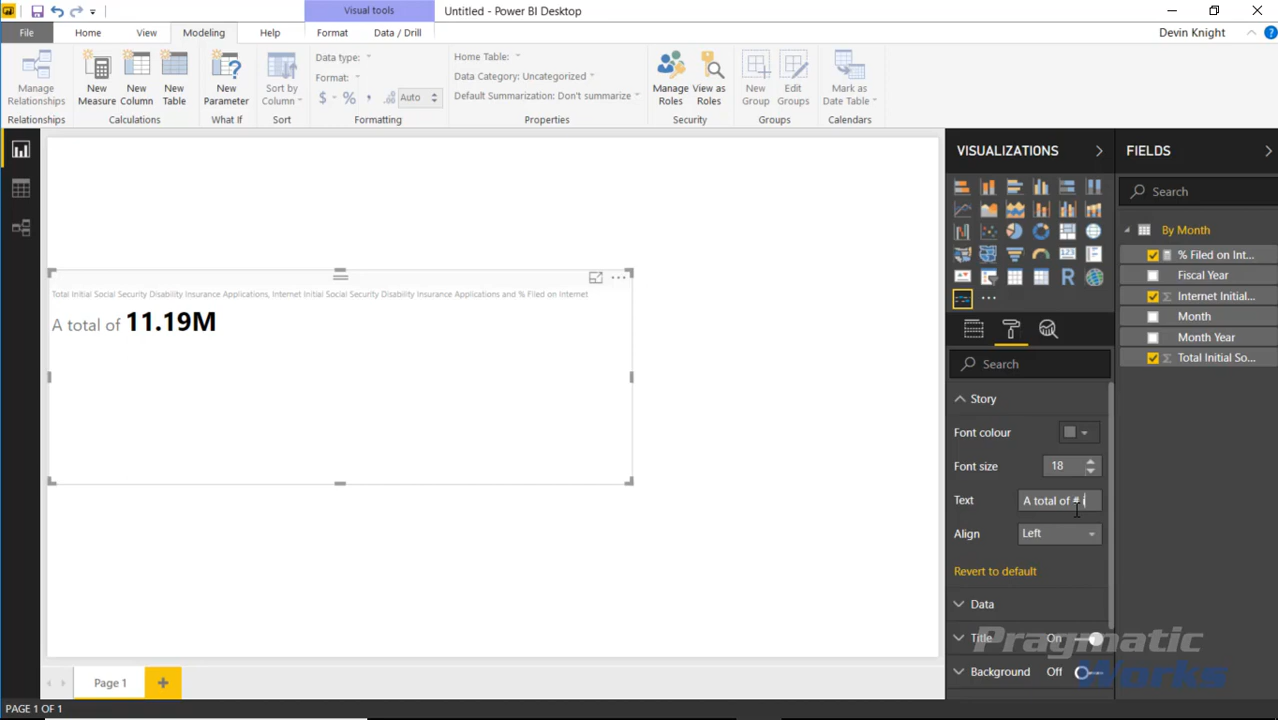 Visual tools
Untitled - Power BI Desktop
File
Home
View
Modeling
Help
Format
Data / Drill
Devin Knight
Manage Relationships
Relationships
New Measure
New Column
New Table
Calculations
New Parameter
What If
Sort by Column
Sort
Data type:
Format:
$ % , Auto
Formatting
Home Table:
Data Category: Uncategorized
Default Summarization: Don't summarize
Properties
Manage Roles
View as Roles
Security
New Group
Edit Groups
Groups
Mark as Date Table
Calendars
Total Initial Social Security Disability Insurance Applications, Internet Initial Social Security Disability Insurance Applications and % Filed on Internet
A total of 11.19M
VISUALIZATIONS
R
Search
Story
Font colour
Font size 18
Text A total of #
Align Left
Revert to default
Data
Title On
Background Off
FIELDS
Search
By Month
% Filed on Int...
Fiscal Year
Internet Initial...
Month
Month Year
Total Initial So...
Pragmatic Works
Page 1
PAGE 1 OF 1